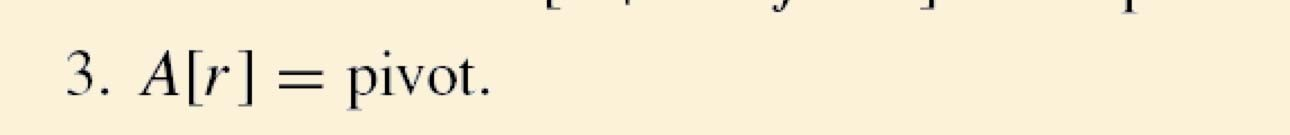 3. A[r] = pivot.